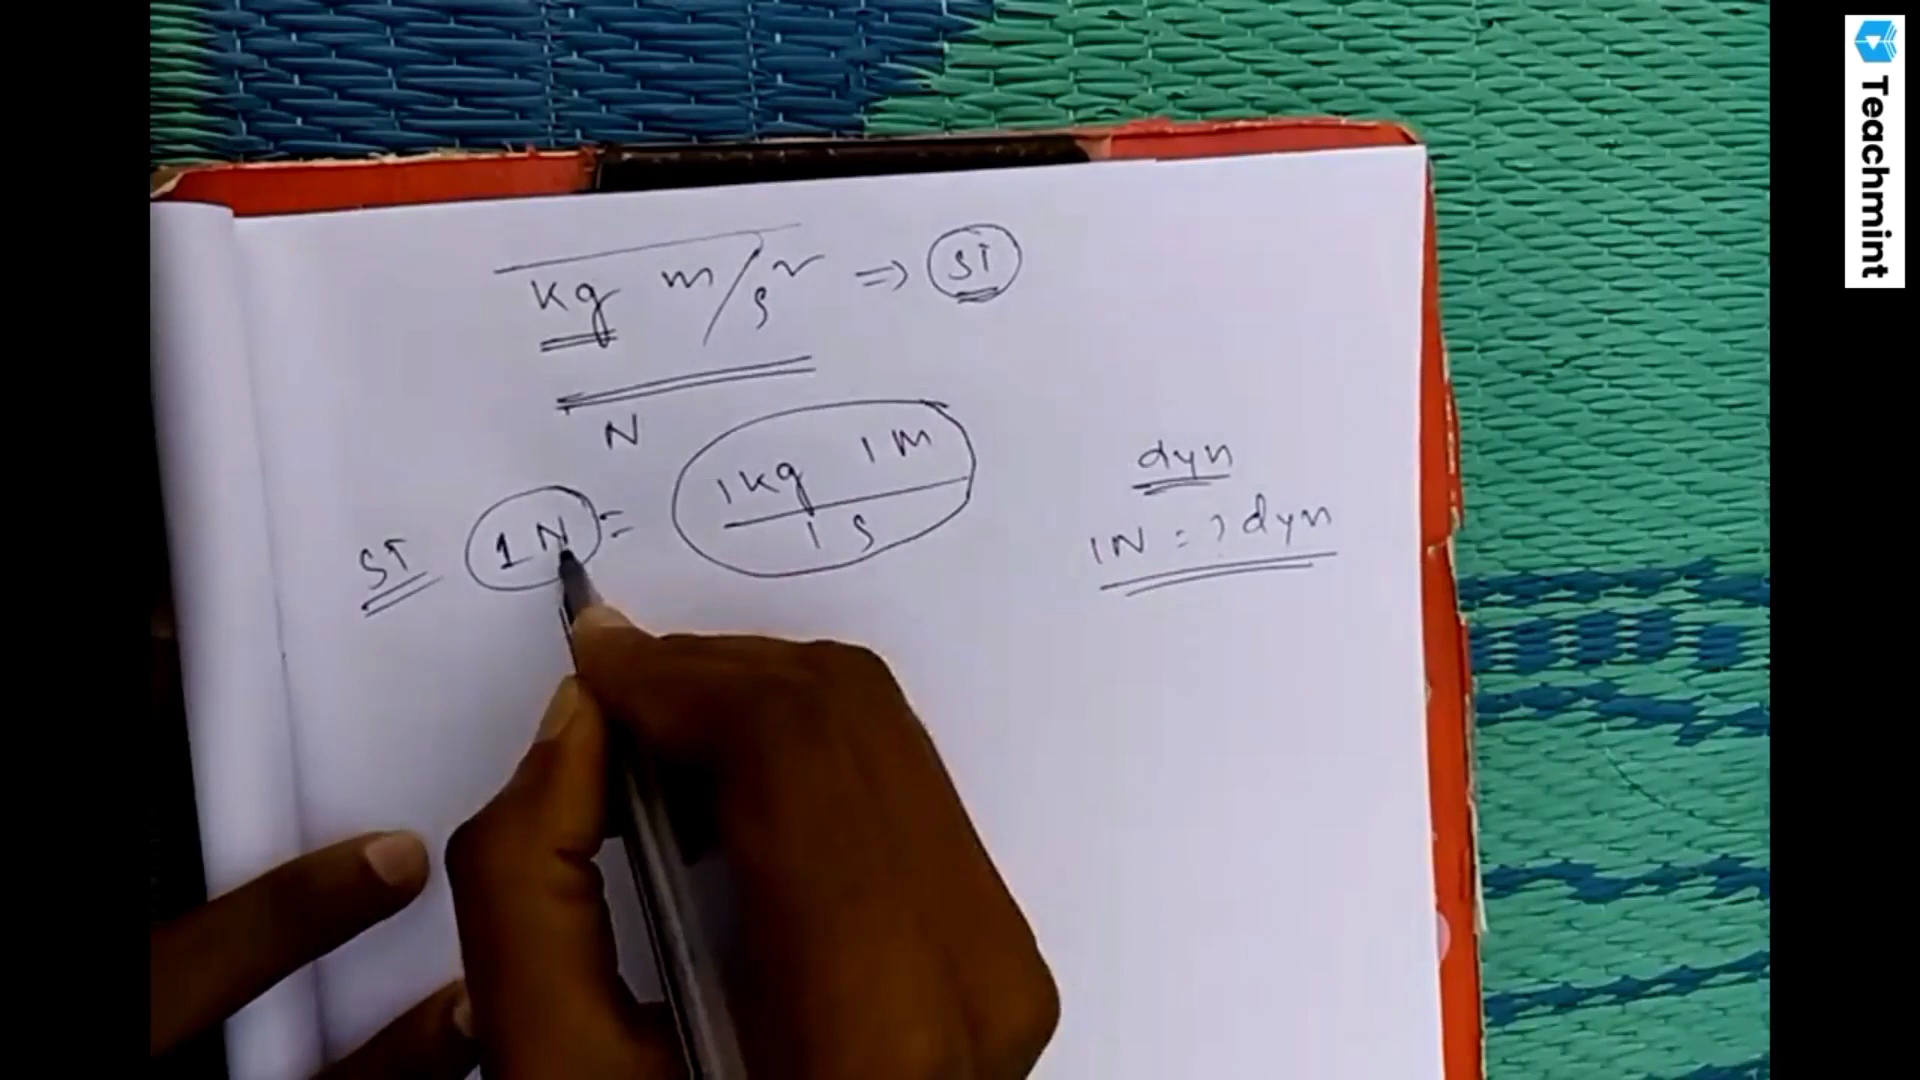 kg m/s² => SI
N
SI 1N = 1kg 1m / 1s
dyn
1N = ? dyn
Teachmint